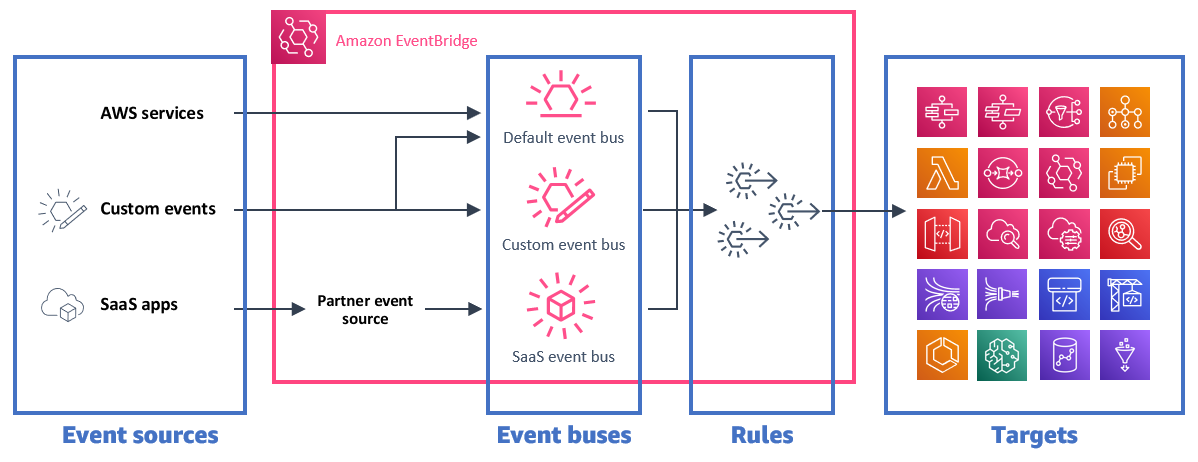 Amazon EventBridge
AWS services
Default event bus
Custom events
Custom event bus
SaaS apps
Partner event
source
SaaS event bus
Event sources
Event buses
Rules
Targets